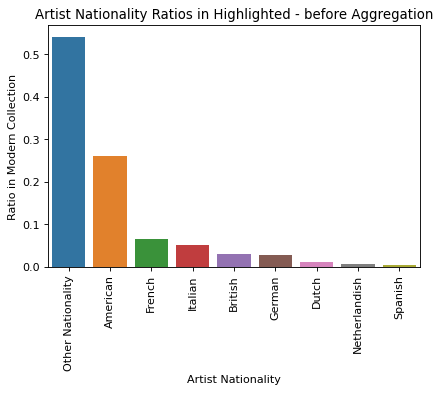 Artist Nationality Ratios in Highlighted - before Aggregation
Ratio in Modern Collection
0.5
0.4
0.3
0.2
0.1
0.0
Other Nationality
American
French
Italian
British
German
Dutch
Netherlandish
Spanish
Artist Nationality